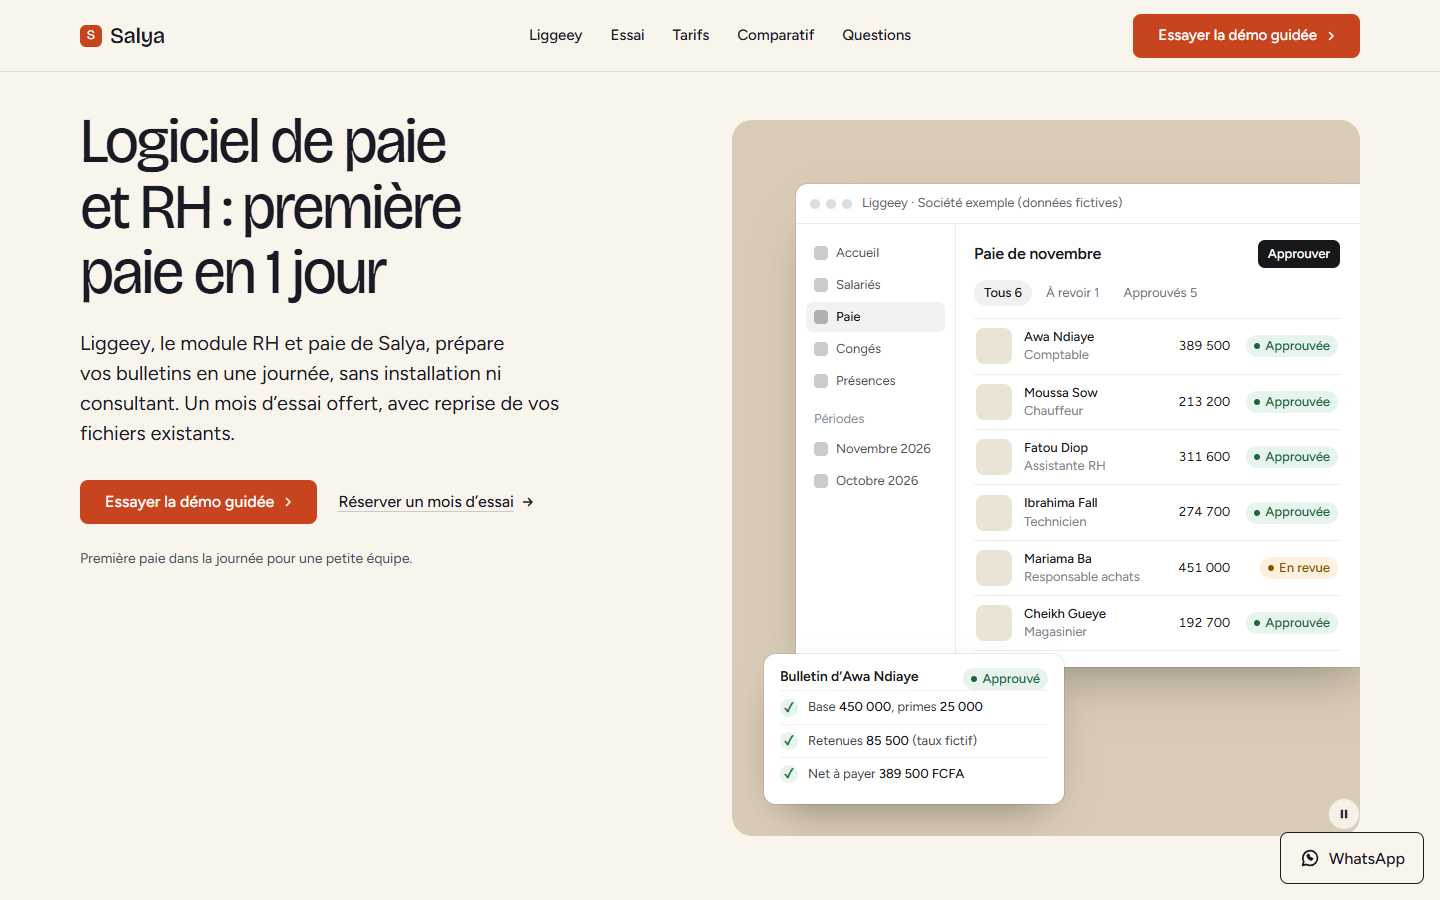 S Salya
Liggeey
Essai
Tarifs
Comparatif
Questions
Essayer la démo guidée
Logiciel de paie
et RH : première
paie en 1 jour
Liggeey, le module RH et paie de Salya, prépare
vos bulletins en une journée, sans installation ni
consultant. Un mois d’essai offert, avec reprise de vos
fichiers existants.
Essayer la démo guidée
Réserver un mois d’essai →
Première paie dans la journée pour une petite équipe.
Liggeey · Société exemple (données fictives)
Accueil
Salariés
Paie
Congés
Présences
Périodes
Novembre 2026
Octobre 2026
Paie de novembre
Approuver
Tous 6
À revoir 1
Approuvés 5
Awa Ndiaye
Comptable
389 500
Approuvée
Moussa Sow
Chauffeur
213 200
Approuvée
Fatou Diop
Assistante RH
311 600
Approuvée
Ibrahima Fall
Technicien
274 700
Approuvée
Mariama Ba
Responsable achats
451 000
En revue
Cheikh Gueye
Magasinier
192 700
Approuvée
Bulletin d’Awa Ndiaye
Approuvé
Base 450 000, primes 25 000
Retenues 85 500 (taux fictif)
Net à payer 389 500 FCFA
WhatsApp